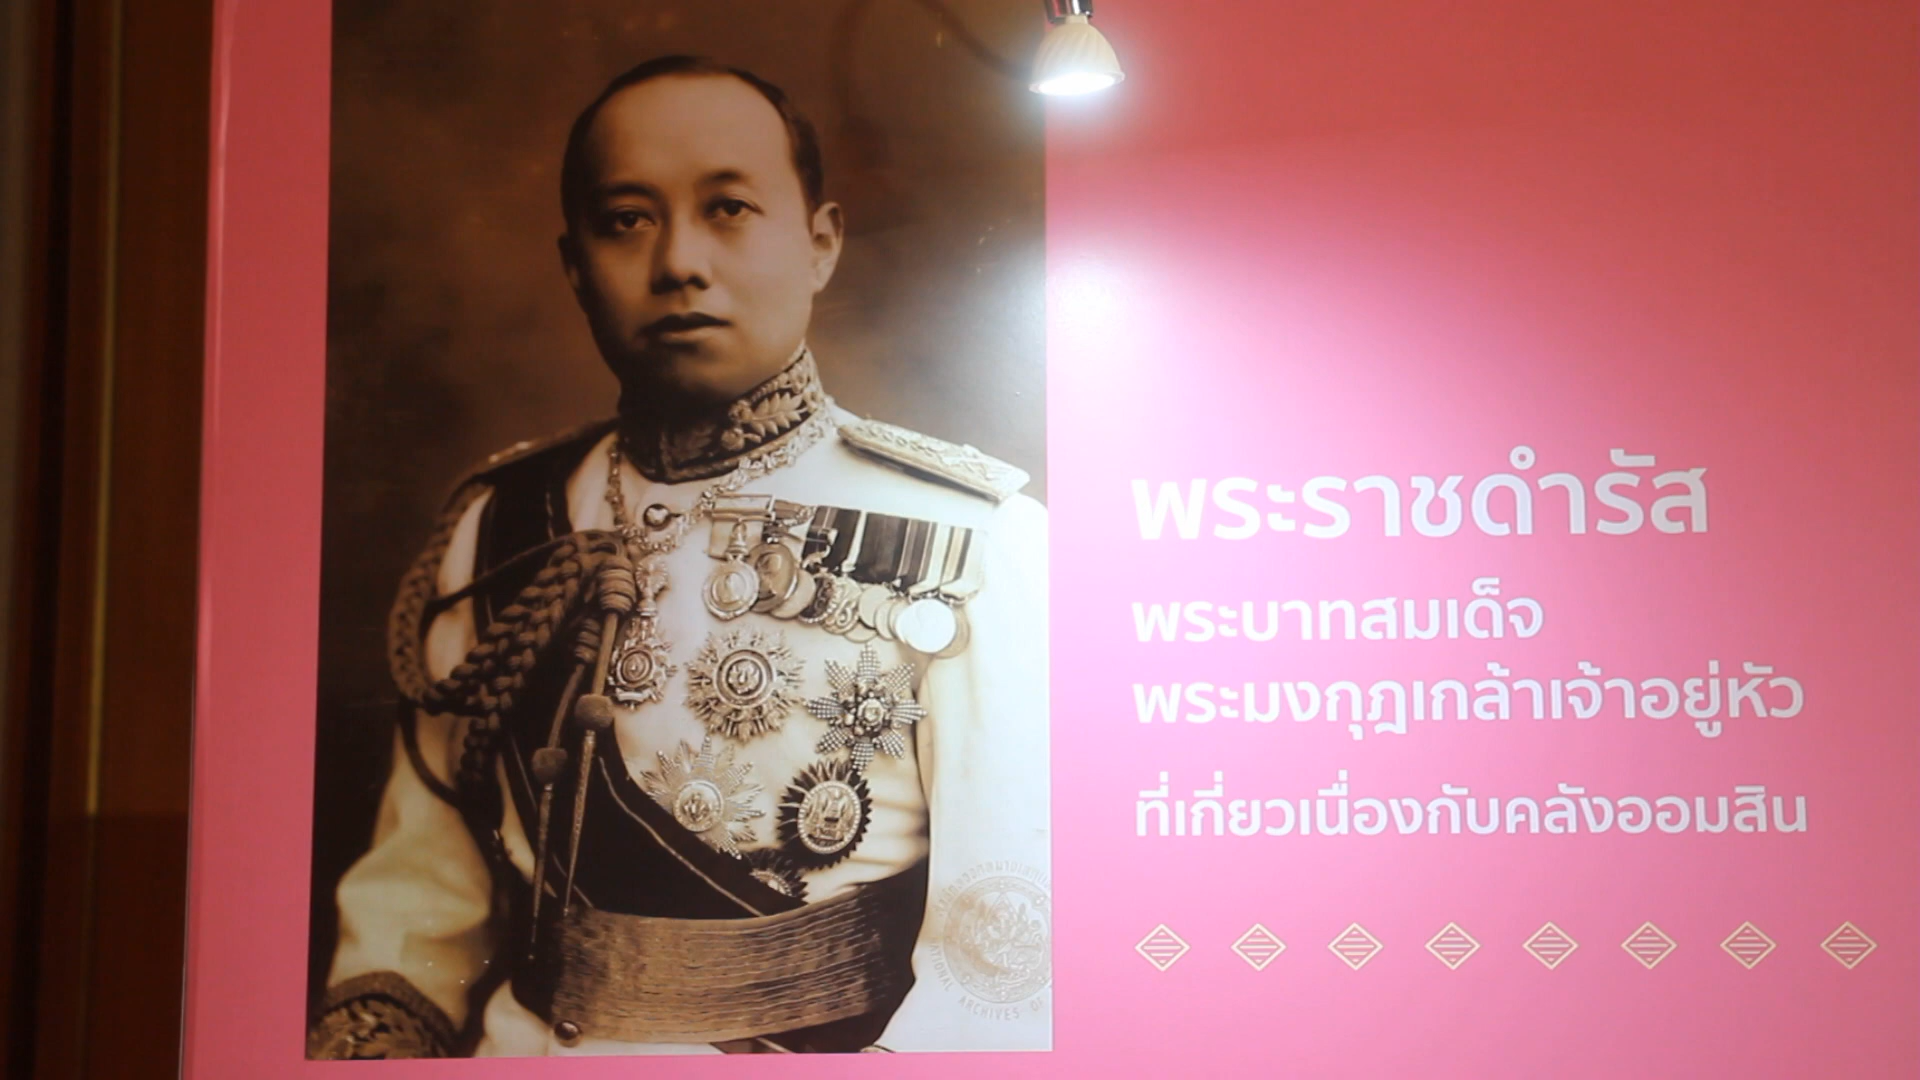 พระราชดำรัส
พระบาทสมเด็จ
พระมงกุฎเกล้าเจ้าอยู่หัว
ที่เกี่ยวเนื่องกับคลังออมสิน
NATIONAL ARCHIVES OF